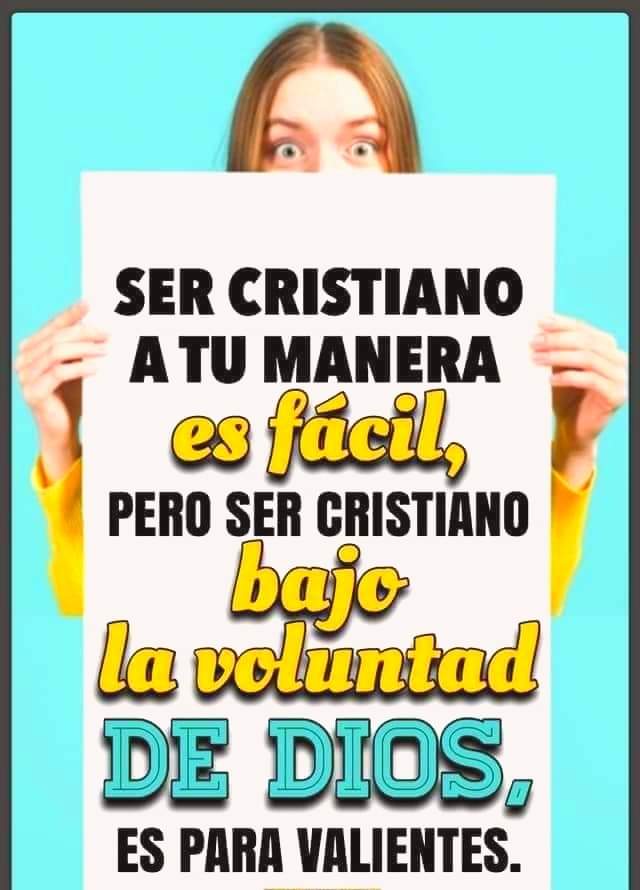 SER CRISTIANO
A TU MANERA
es fácil,
PERO SER CRISTIANO
bajo
la voluntad
DE DIOS,
ES PARA VALIENTES.